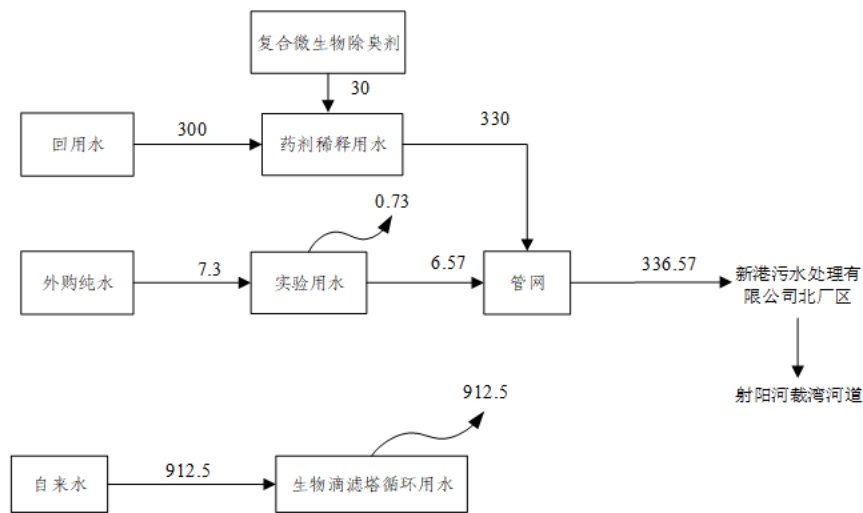 复合微生物除臭剂
30
回用水
300
药剂稀释用水
330
0.73
外购纯水
7.3
实验用水
6.57
管网
336.57
新港污水处理有
限公司北厂区
912.5
射阳河裁湾河道
自来水
912.5
生物滴滤塔循环用水